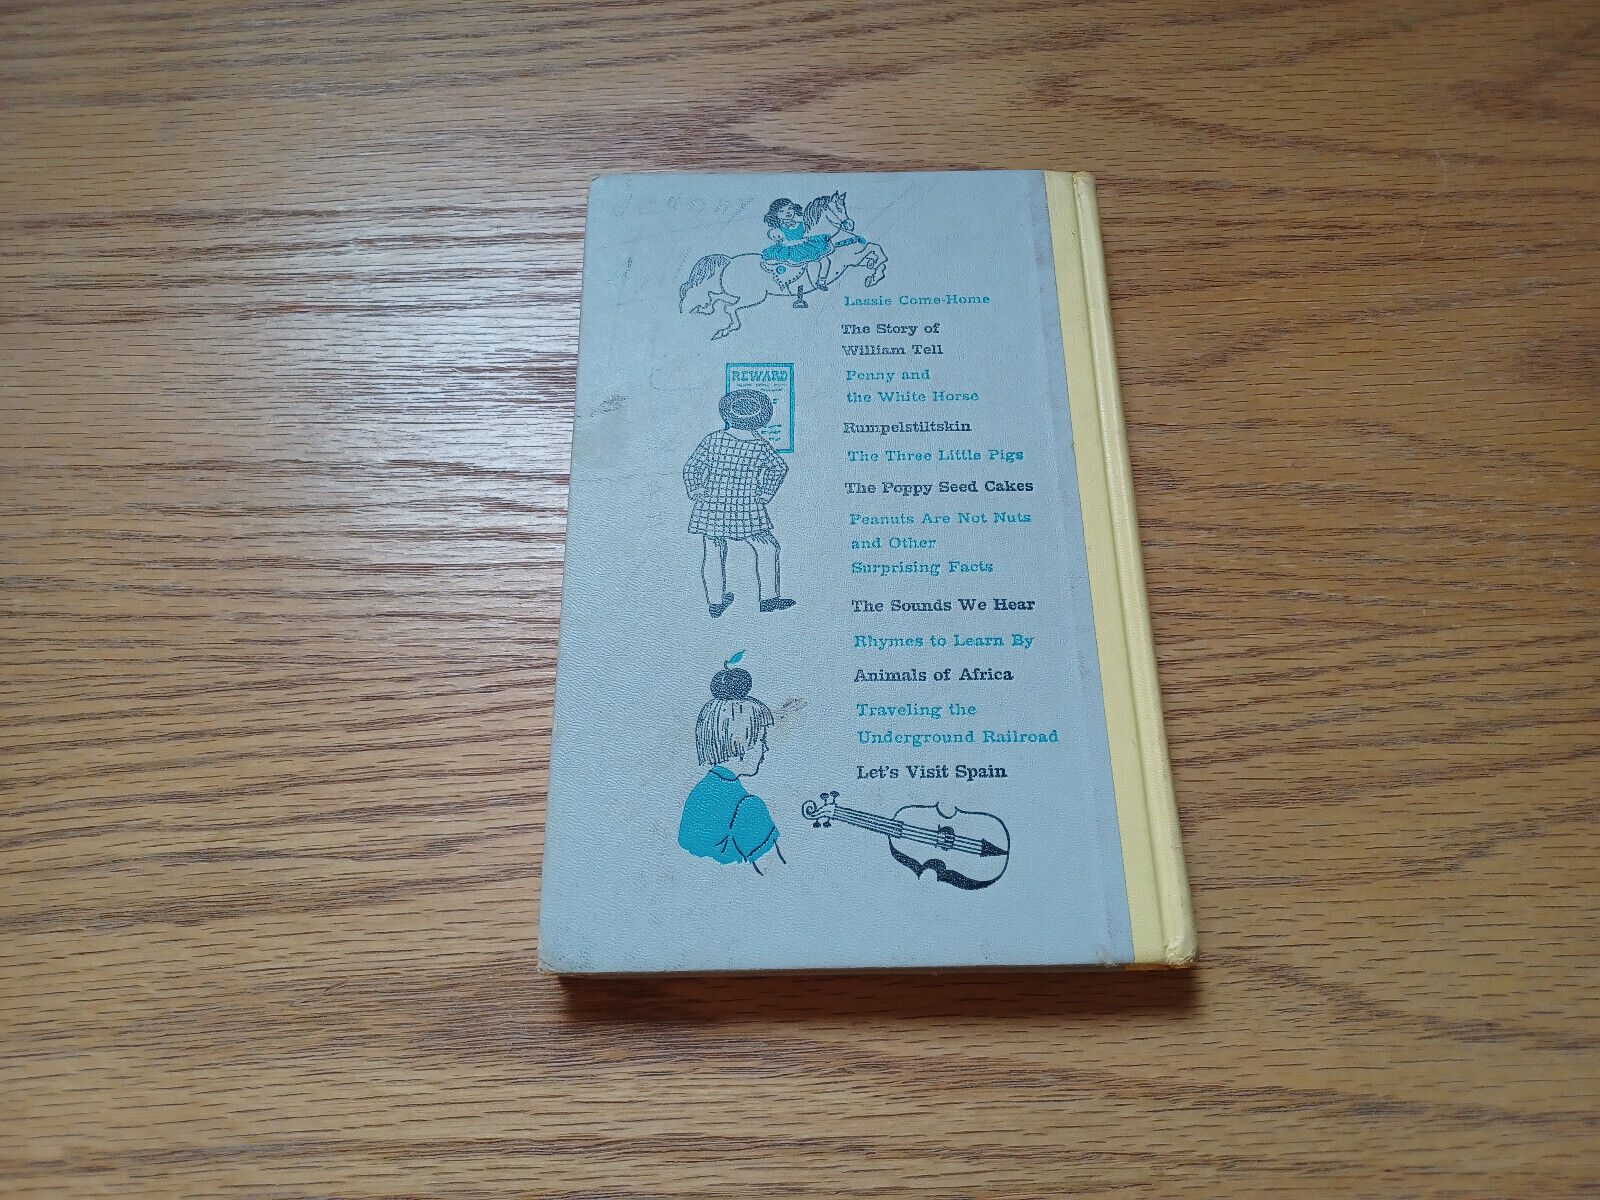 Lassie Come-Home
The Story of
William Tell
Penny and
the White Horse
REWARD
Rumpelstiltskin
The Three Little Pigs
The Poppy Seed Cakes
Peanuts Are Not Nuts
and Other
Surprising Facts
The Sounds We Hear
Rhymes to Learn By
Animals of Africa
Traveling the
Underground Railroad
Let's Visit Spain